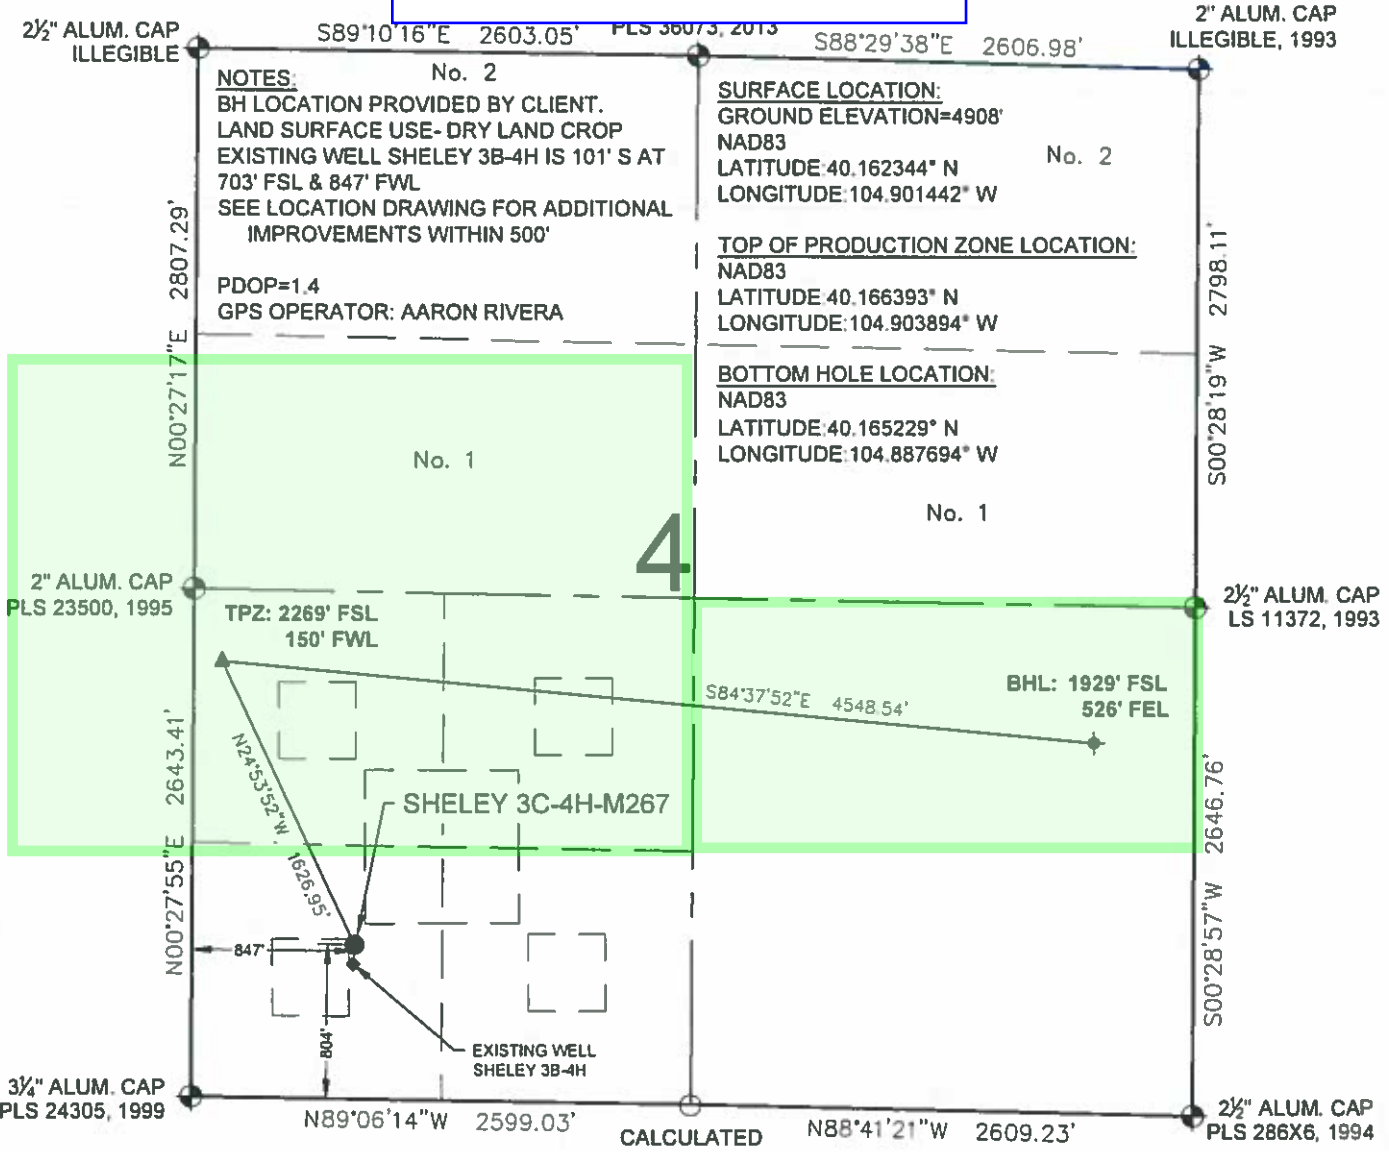 2½" ALUM. CAP
ILLEGIBLE
S89°10'16"E 2603.05'
PLS 36073, 2013
S88°29'38"E 2606.98'
2" ALUM. CAP
ILLEGIBLE, 1993
No. 2
NOTES:
BH LOCATION PROVIDED BY CLIENT.
LAND SURFACE USE- DRY LAND CROP
EXISTING WELL SHELEY 3B-4H IS 101' S AT
703' FSL & 847' FWL
SEE LOCATION DRAWING FOR ADDITIONAL
IMPROVEMENTS WITHIN 500'
PDOP=1.4
GPS OPERATOR: AARON RIVERA
SURFACE LOCATION:
GROUND ELEVATION=4908'
NAD83
LATITUDE:40.162344° N
LONGITUDE:104.901442° W
No. 2
TOP OF PRODUCTION ZONE LOCATION:
NAD83
LATITUDE:40.166393° N
LONGITUDE:104.903894° W
BOTTOM HOLE LOCATION:
NAD83
LATITUDE:40.165229° N
LONGITUDE:104.887694° W
N00°27'17"E 2807.29'
S00°28'19"W 2798.11'
No. 1
No. 1
4
2" ALUM. CAP
PLS 23500, 1995
2½" ALUM. CAP
LS 11372, 1993
TPZ: 2269' FSL
150' FWL
BHL: 1929' FSL
526' FEL
S84°37'52"E 4548.54'
N24°53'52"W 1626.95'
SHELEY 3C-4H-M267
N00°27'55"E 2643.41'
S00°28'57"W 2646.76'
847'
804'
EXISTING WELL
SHELEY 3B-4H
3¼" ALUM. CAP
PLS 24305, 1999
N89°06'14"W 2599.03'
CALCULATED
N88°41'21"W 2609.23'
2½" ALUM. CAP
PLS 286X6, 1994